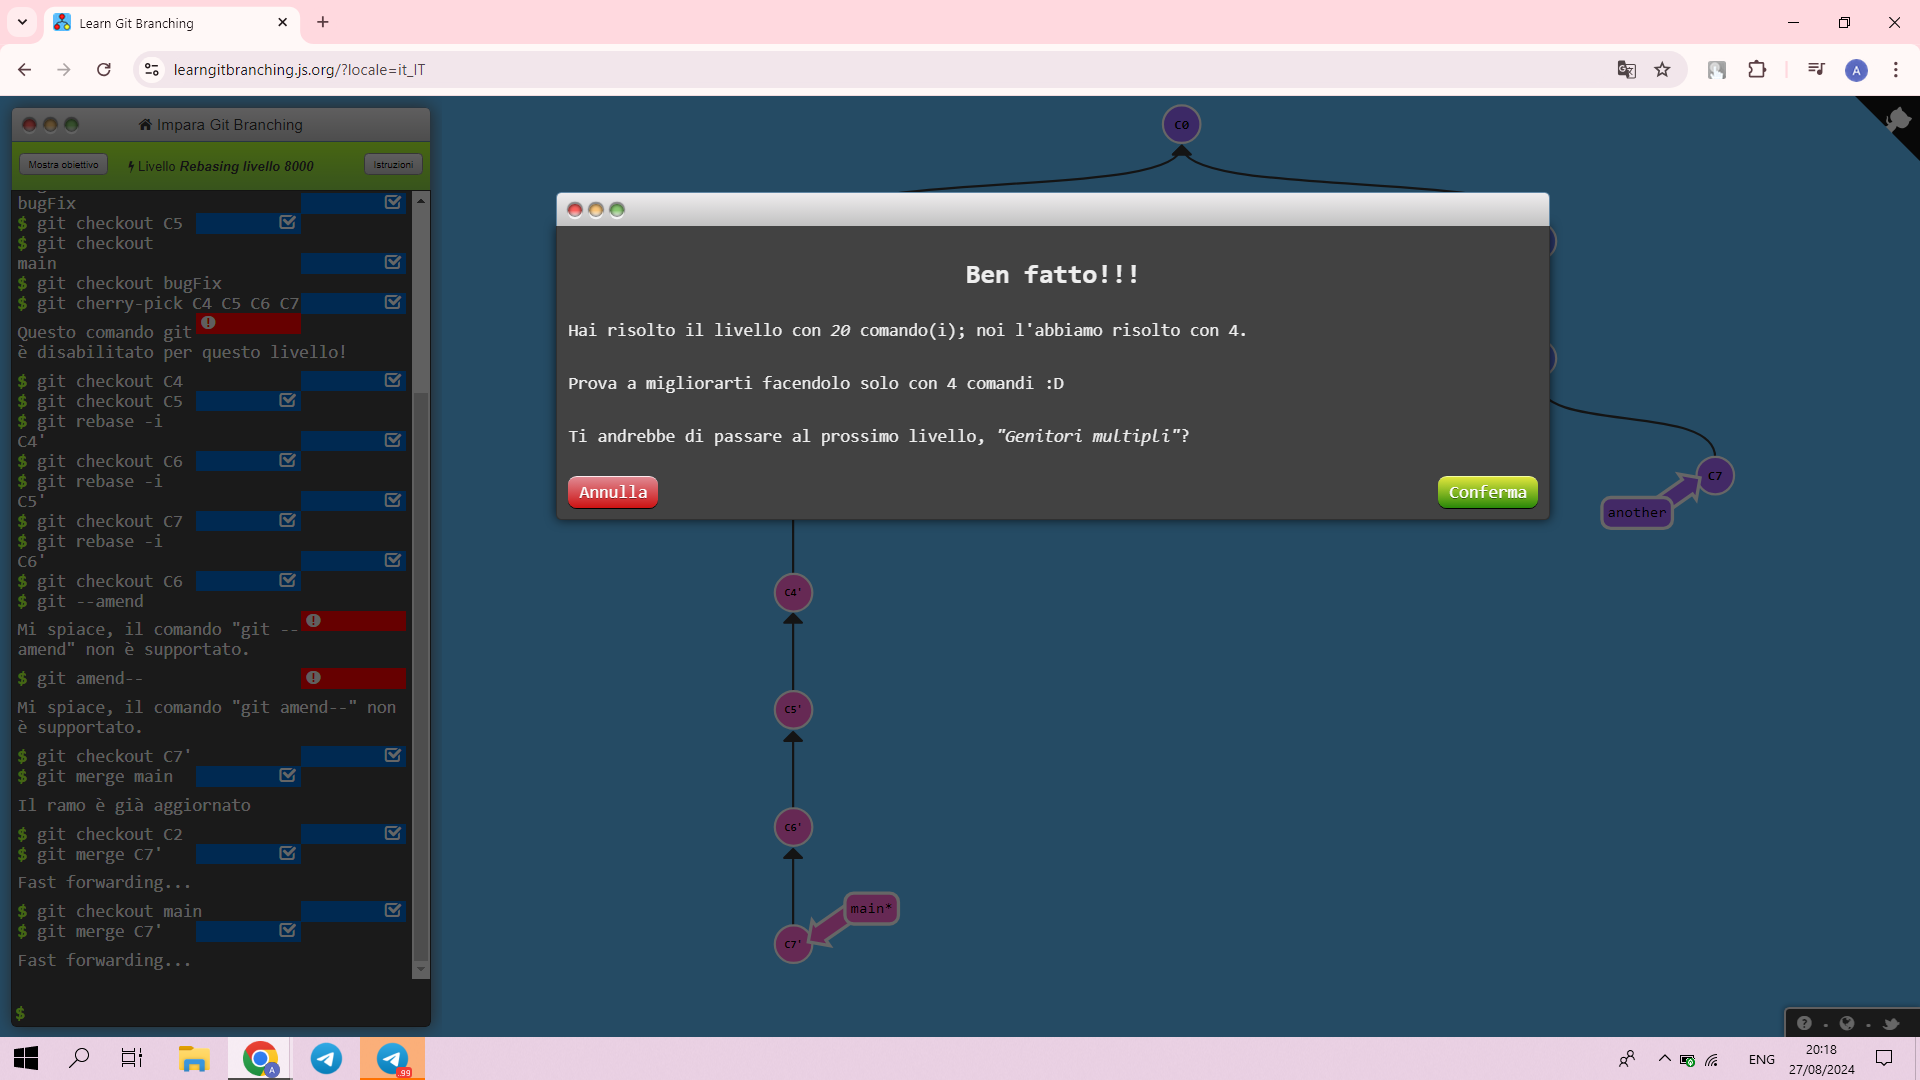 Learn Git Branching
learngitbranching.js.org/?locale=it_IT
A
Impara Git Branching
Mostra obiettivo
Livello Rebasing livello 8000
Istruzioni
bugFix
$ git checkout C5
$ git checkout
main
$ git checkout bugFix
$ git cherry-pick C4 C5 C6 C7
Questo comando git
è disabilitato per questo livello!
$ git checkout C4
$ git checkout C5
$ git rebase -i
C4'
$ git checkout C6
$ git rebase -i
C5'
$ git checkout C7
$ git rebase -i
C6'
$ git checkout C6
$ git --amend
Mi spiace, il comando "git --
amend" non è supportato.
$ git amend--
Mi spiace, il comando "git amend--" non
è supportato.
$ git checkout C7'
$ git merge main
Il ramo è già aggiornato
$ git checkout C2
$ git merge C7'
Fast forwarding...
$ git checkout main
$ git merge C7'
Fast forwarding...
$
C0
Ben fatto!!!
Hai risolto il livello con 20 comando(i); noi l'abbiamo risolto con 4.
Prova a migliorarti facendolo solo con 4 comandi :D
Ti andrebbe di passare al prossimo livello, "Genitori multipli"?
Annulla
Conferma
C7
another
C4'
C5'
C6'
main*
C7'
A
99
ENG
20:18
27/08/2024